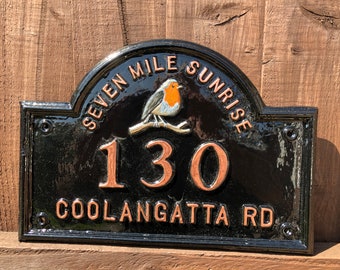 SEVEN MILE SUNRISE
130
COOLANGATTA RD